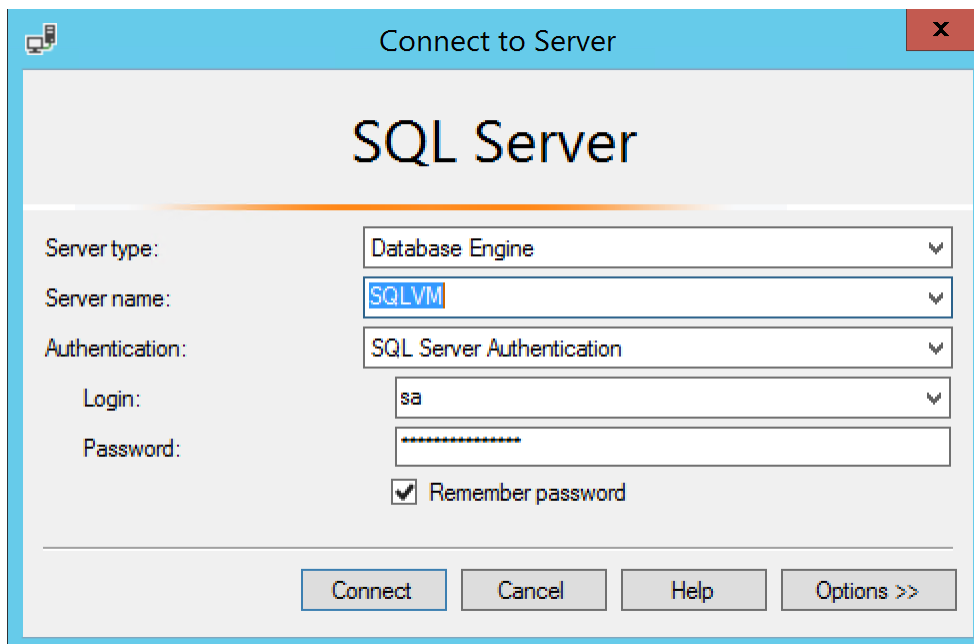 Connect to Server
x
SQL Server
Server type: Database Engine
Server name: SQLVM
Authentication: SQL Server Authentication
Login: sa
Password: ***************
Remember password
Connect Cancel Help Options >>